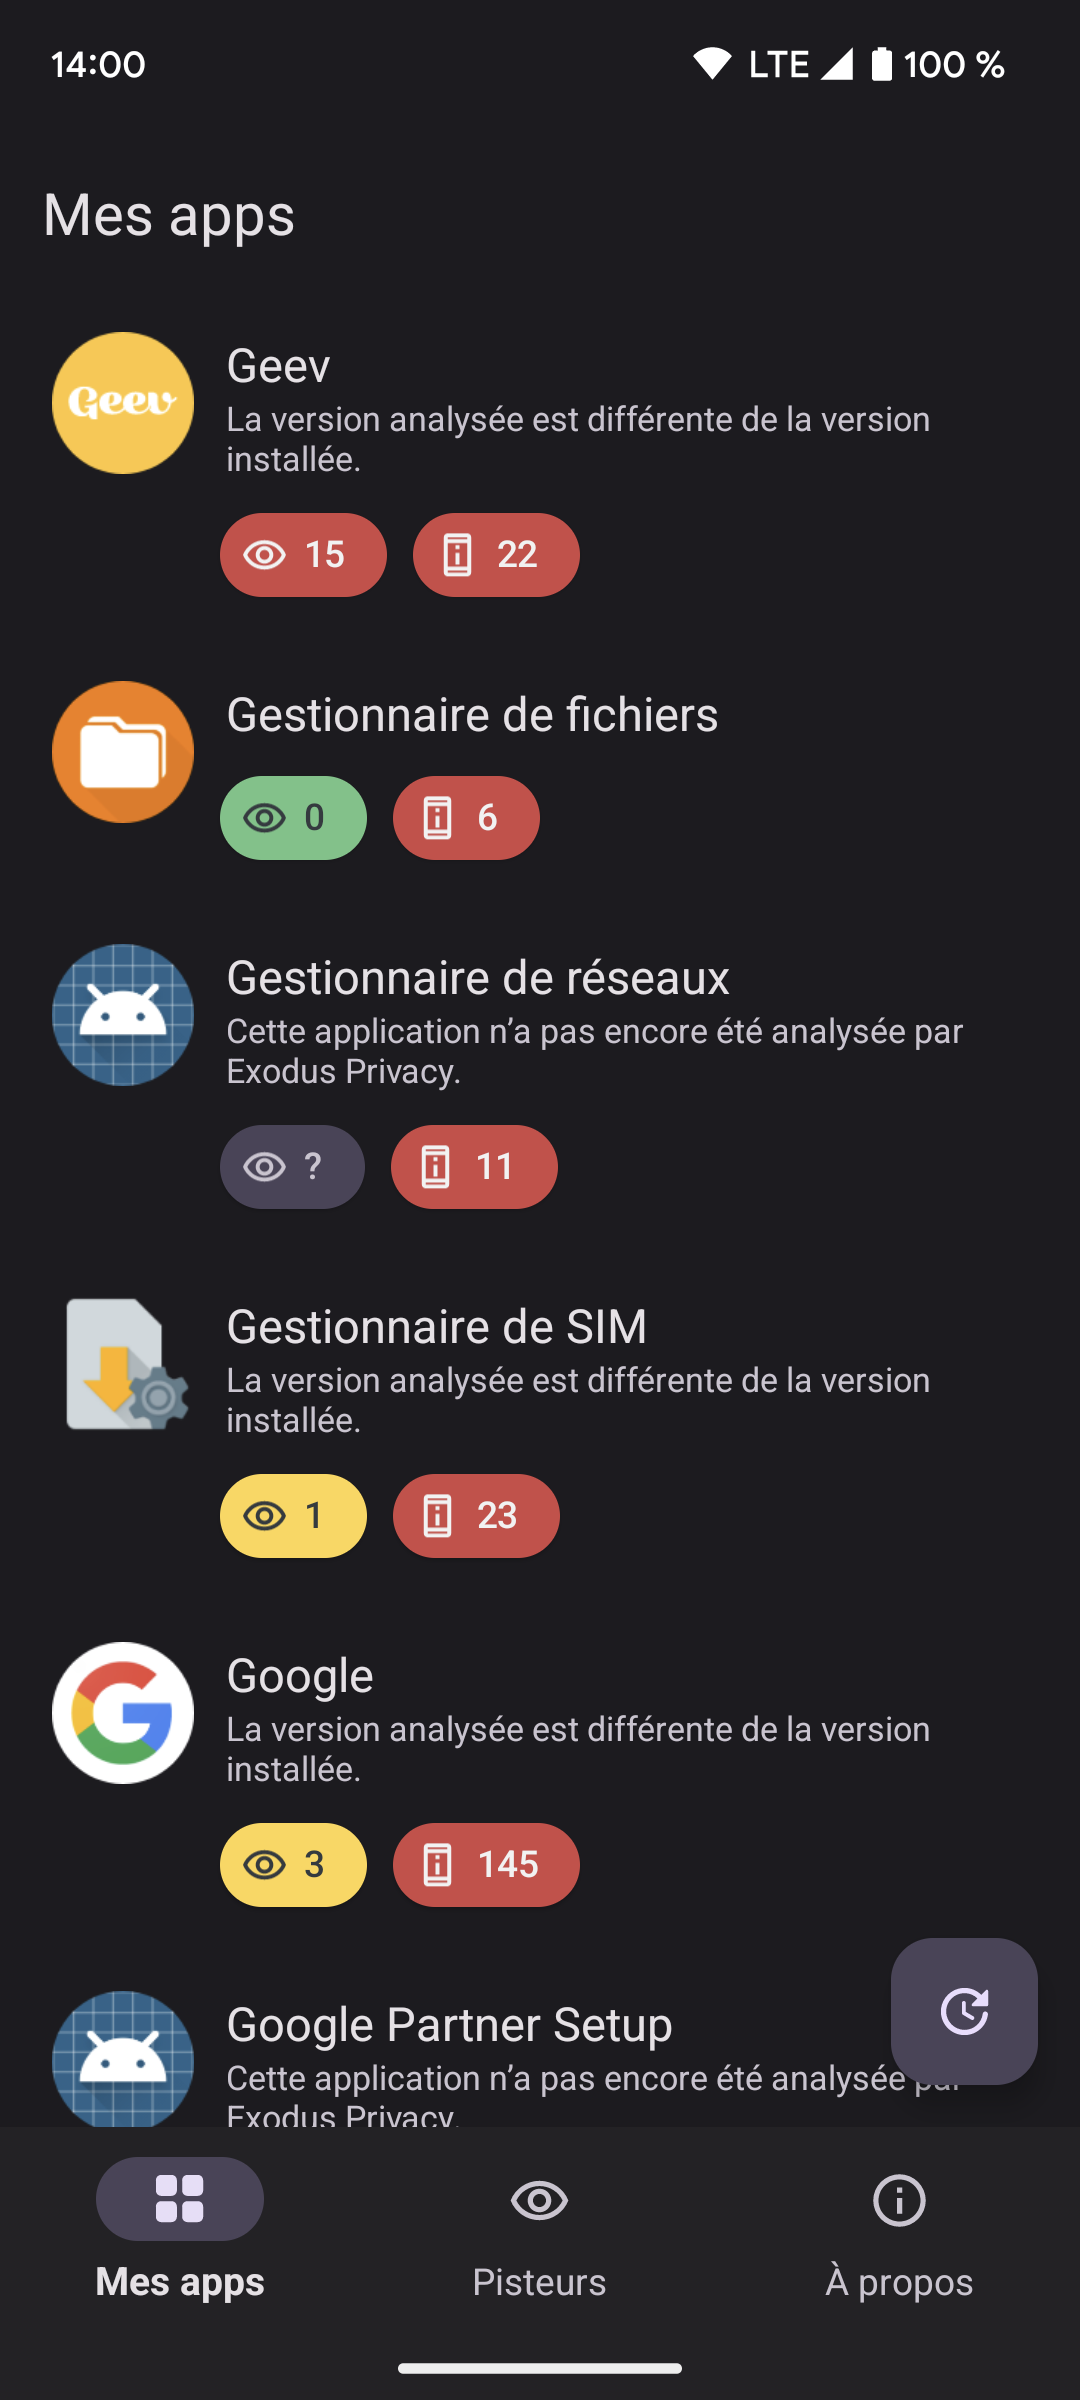 14:00
LTE
100 %
Mes apps
Geev
Geev
La version analysée est différente de la version
installée.
15
22
Gestionnaire de fichiers
0
6
Gestionnaire de réseaux
Cette application n’a pas encore été analysée par
Exodus Privacy.
?
11
Gestionnaire de SIM
La version analysée est différente de la version
installée.
1
23
Google
La version analysée est différente de la version
installée.
3
145
Google Partner Setup
Cette application n’a pas encore été analysée par
Exodus Privacy.
Mes apps
Pisteurs
À propos